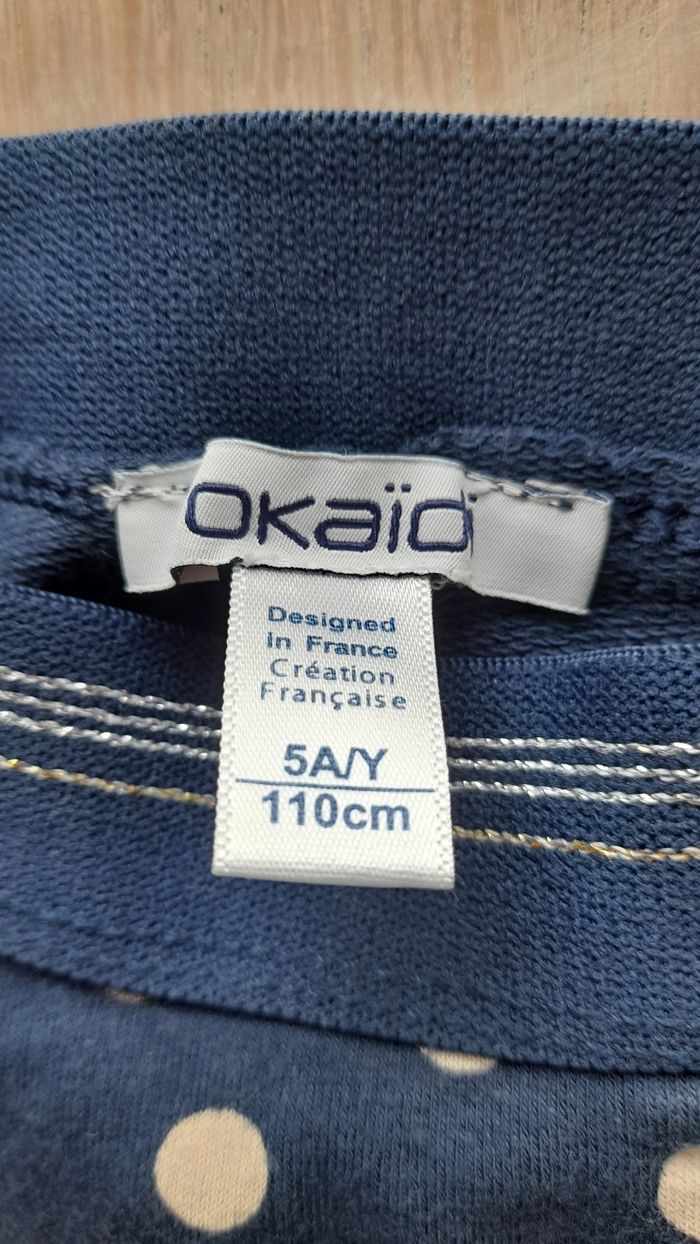 OKaïdi
Designed
in France
Création
Française
5A/Y
110cm